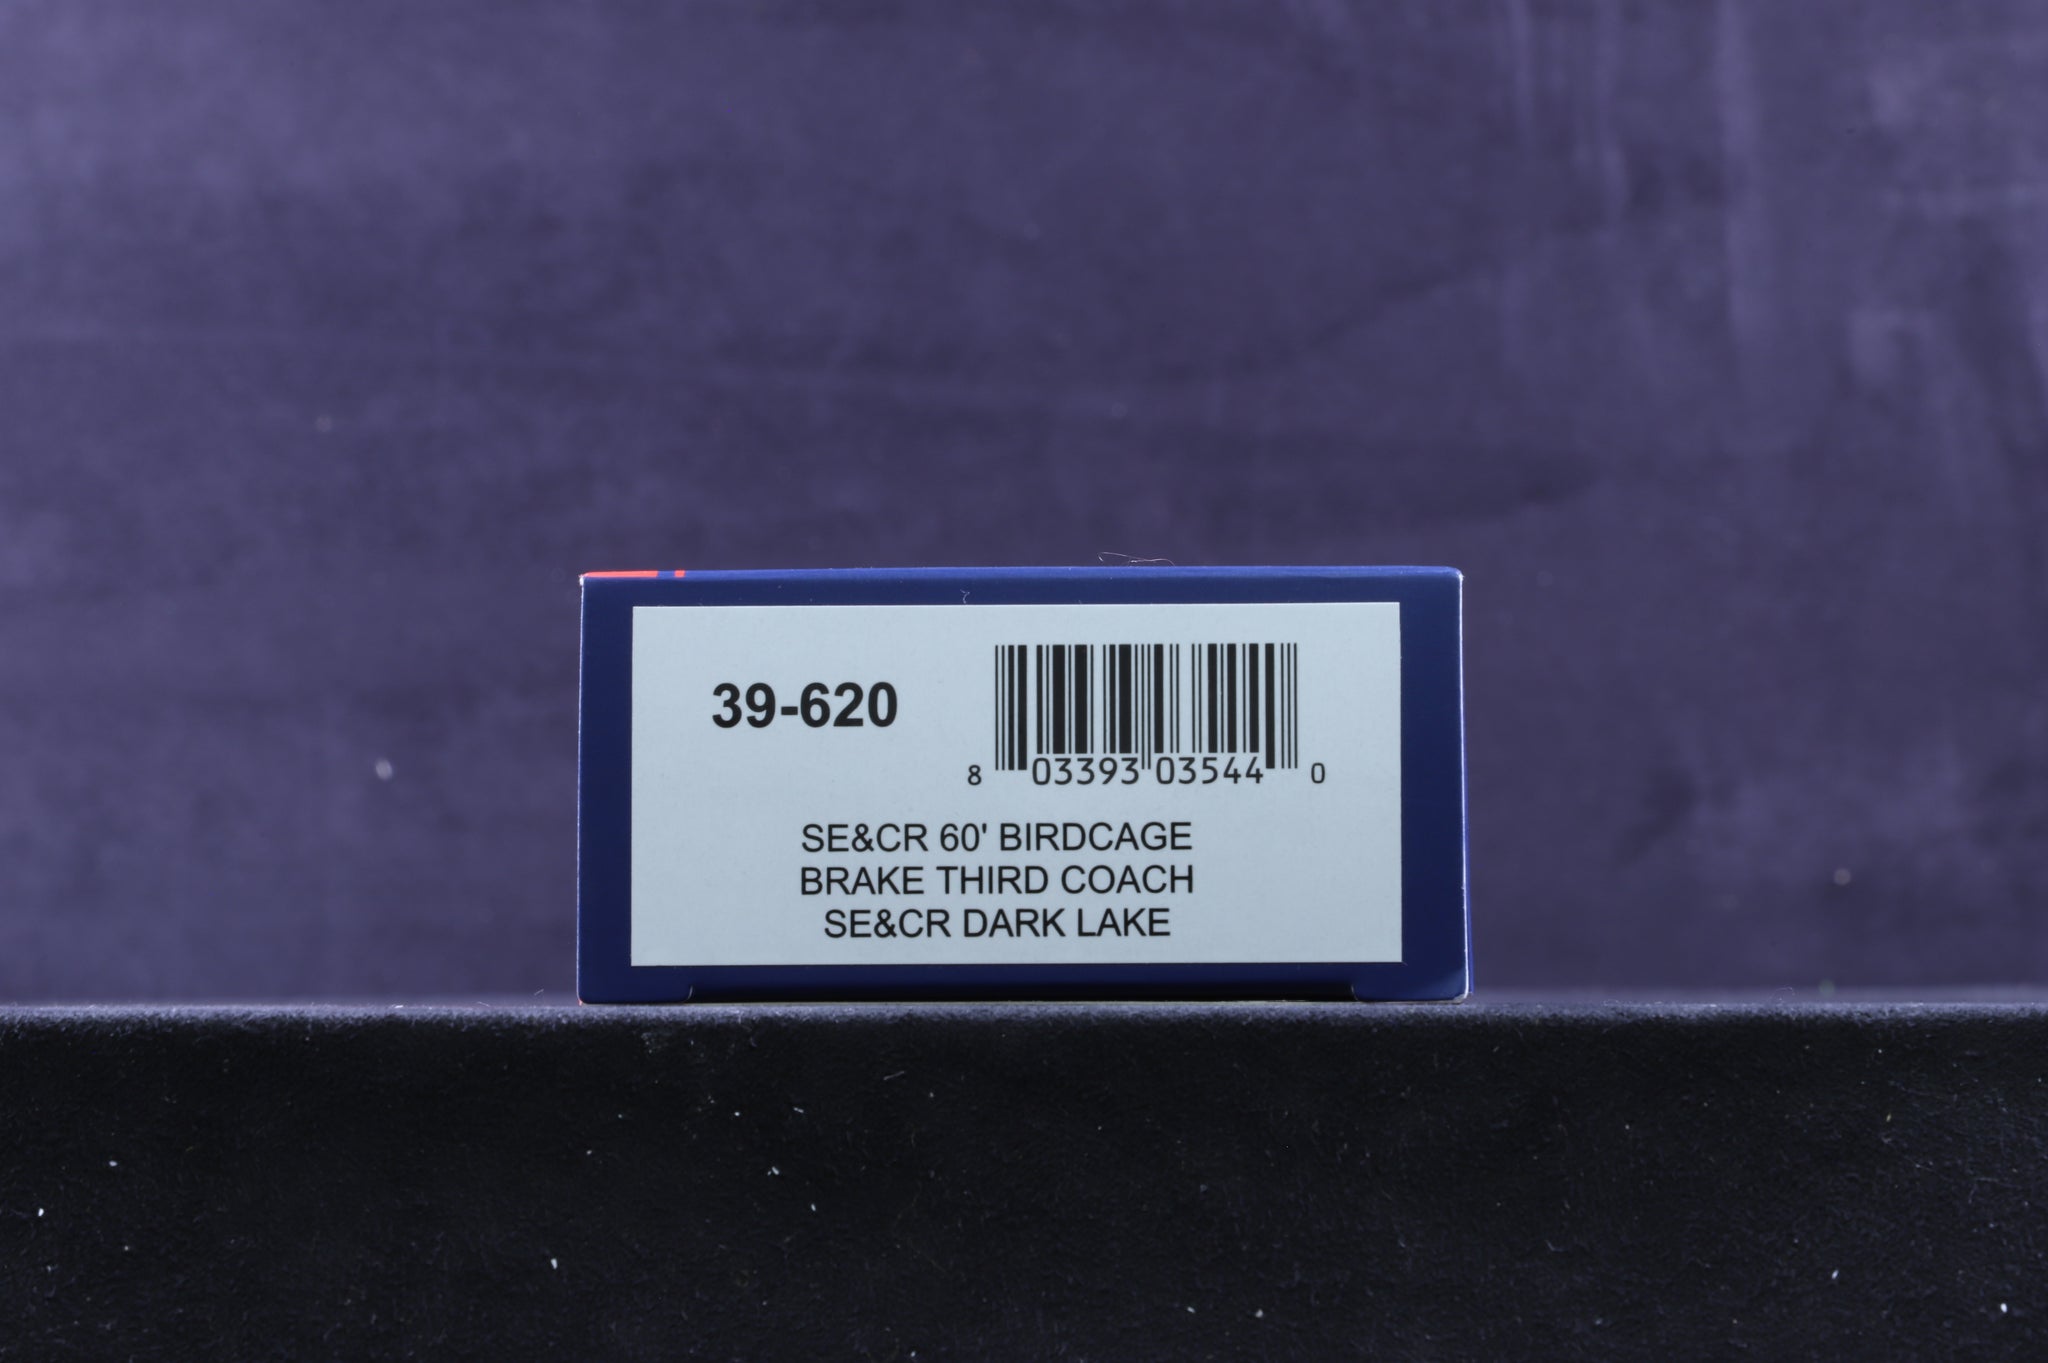 39-620
8 03393 03544 0
SE&CR 60' BIRDCAGE
BRAKE THIRD COACH
SE&CR DARK LAKE